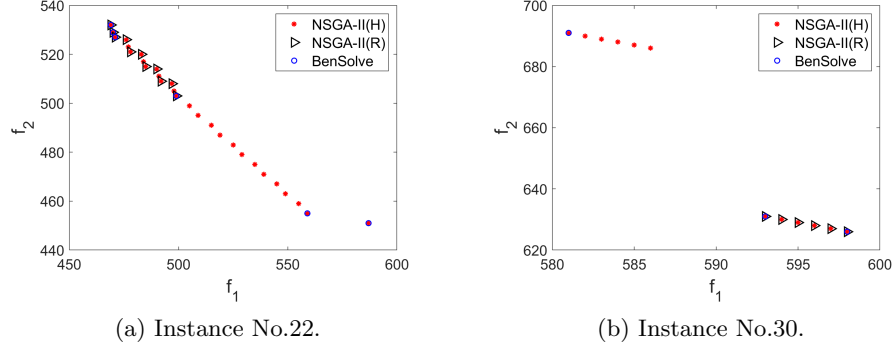 540
520
500
480
460
440
f2
450
500
550
600
f1
NSGA-II(H)
NSGA-II(R)
BenSolve
(a) Instance No.22.
700
680
660
640
620
f2
580
585
590
595
600
f1
NSGA-II(H)
NSGA-II(R)
BenSolve
(b) Instance No.30.